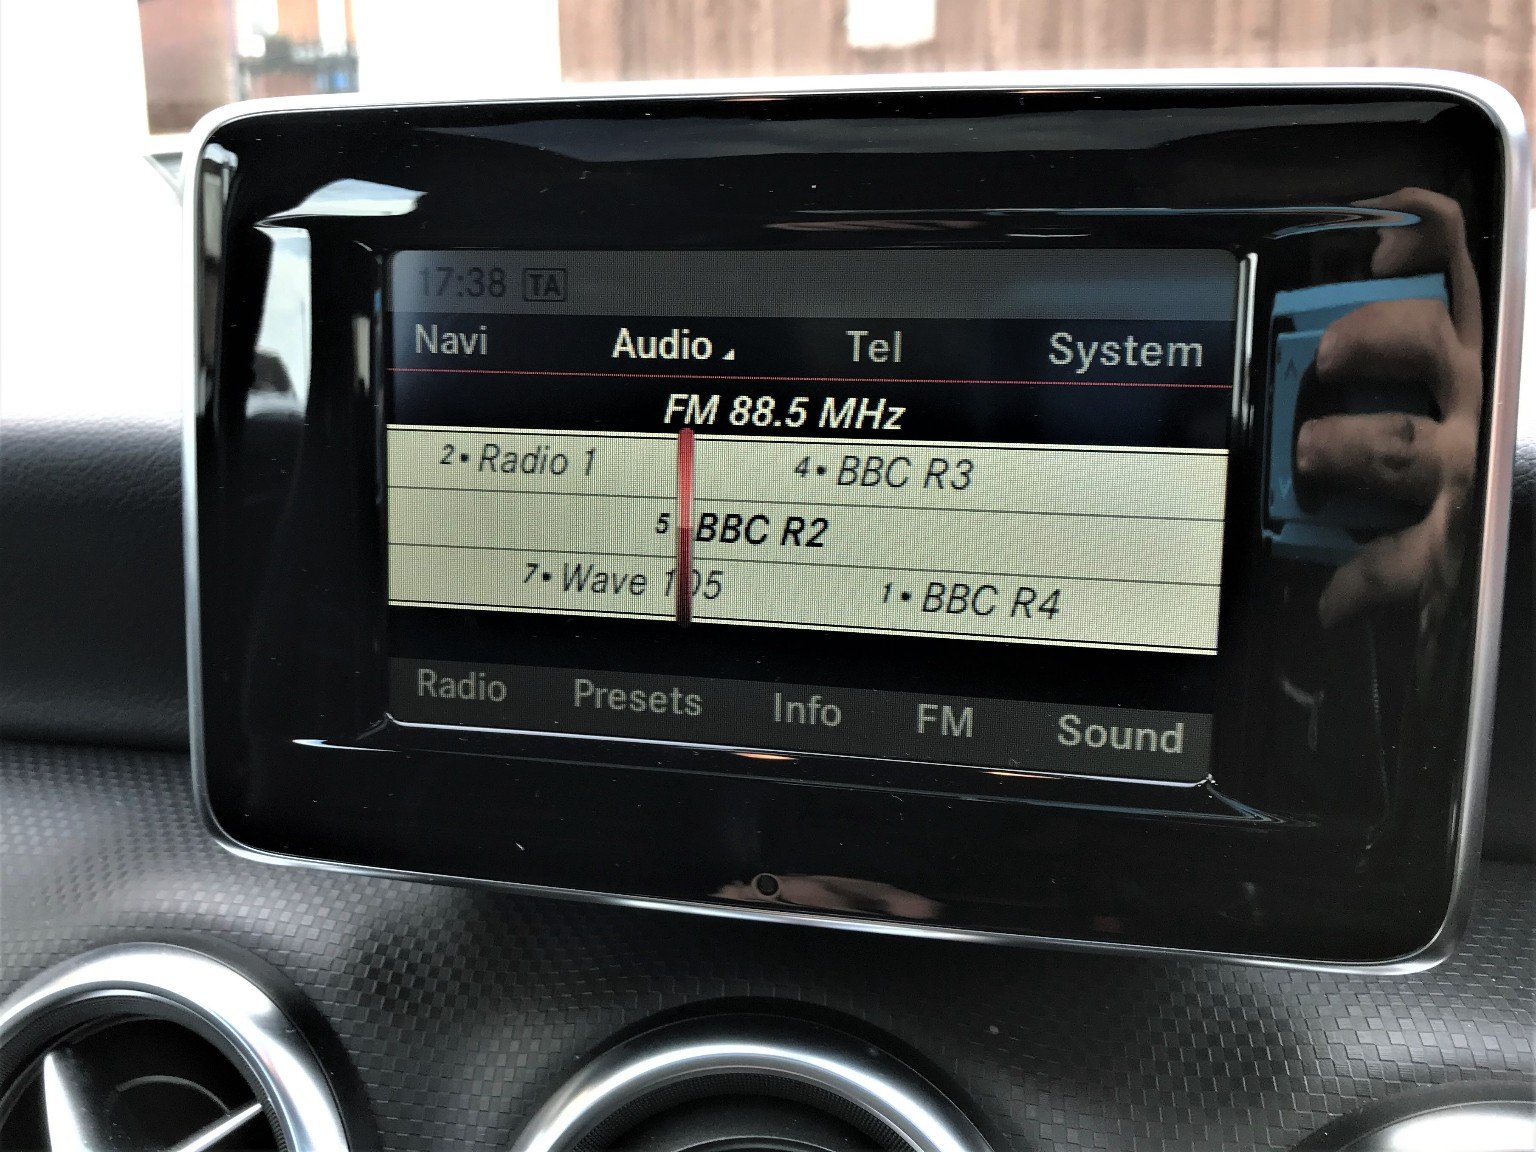 17:38 TA
Navi Audio Tel System
FM 88.5 MHz
2• Radio 1 4• BBC R3
5 BBC R2
7• Wave 105 1• BBC R4
Radio Presets Info FM Sound